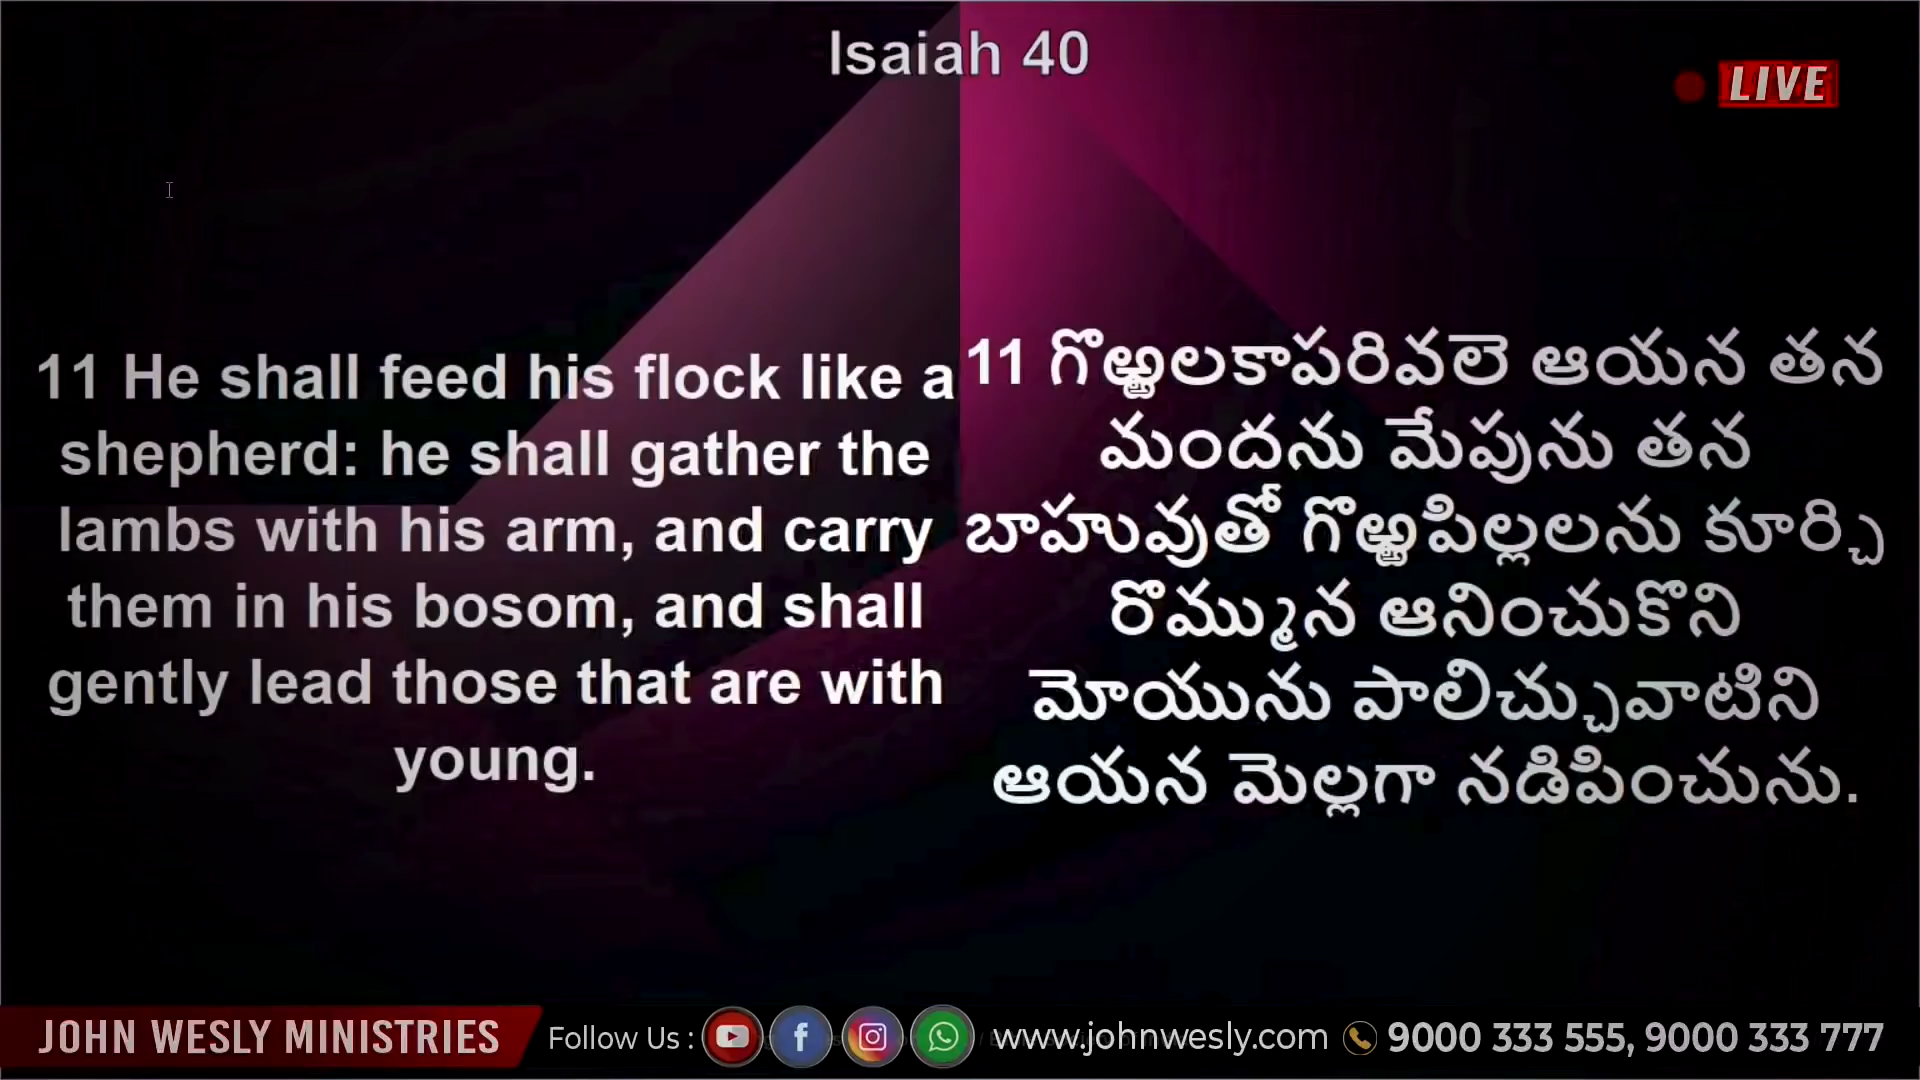 Isaiah 40
LIVE
11 He shall feed his flock like a
shepherd: he shall gather the
lambs with his arm, and carry
them in his bosom, and shall
gently lead those that are with
young.
11 గొఱ్ఱలకాపరివలె ఆయన తన
మందను మేపును తన
బాహువుతో గొఱ్ఱపిల్లలను కూర్చి
రొమ్మున ఆనించుకొని
మోయును పాలిచ్చువాటిని
ఆయన మెల్లగా నడిపించును.
JOHN WESLY MINISTRIES Follow Us : www.johnwesly.com 9000 333 555, 9000 333 777